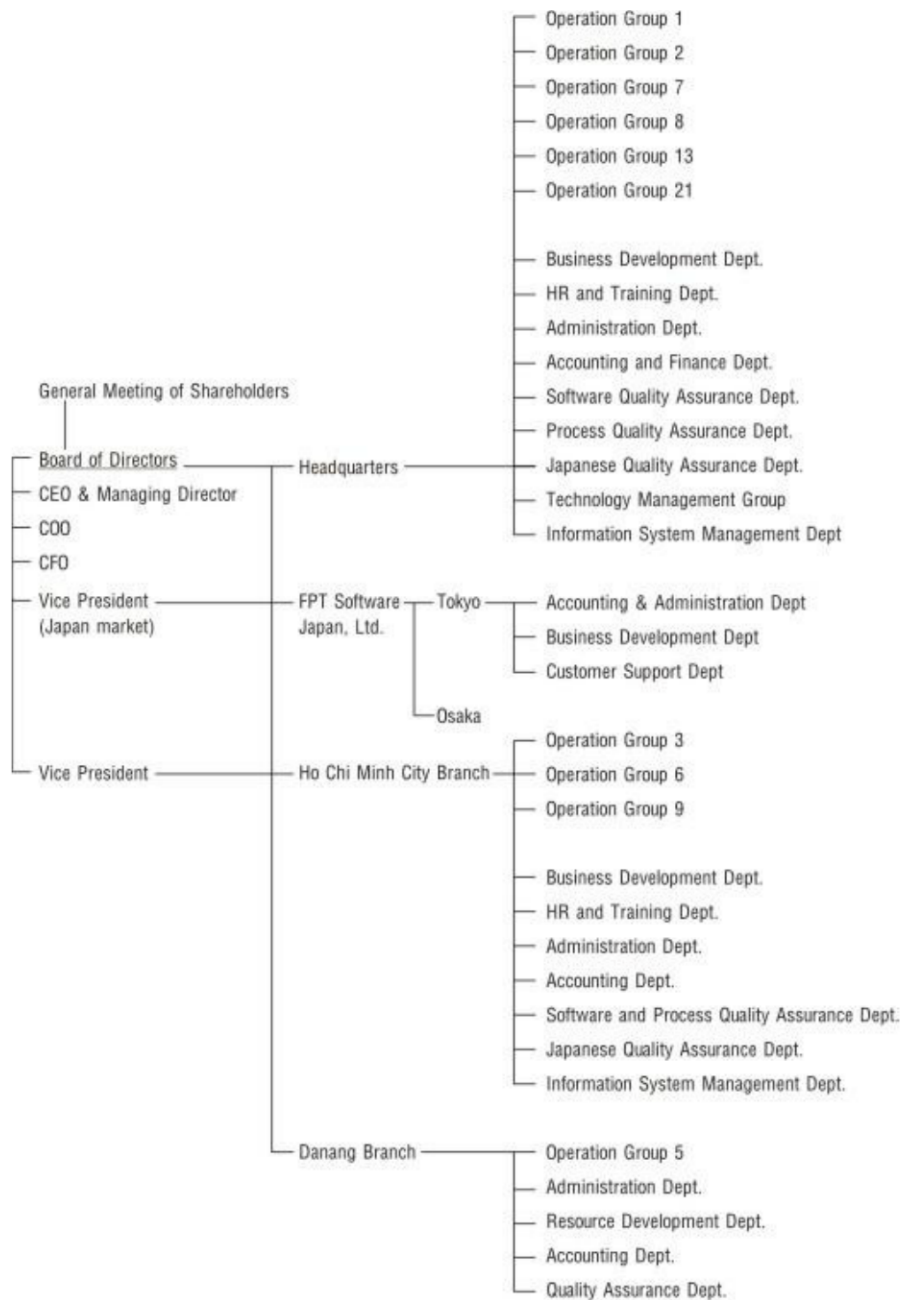 Operation Group 1
Operation Group 2
Operation Group 7
Operation Group 8
Operation Group 13
Operation Group 21
Business Development Dept.
HR and Training Dept.
Administration Dept.
Accounting and Finance Dept.
Software Quality Assurance Dept.
Process Quality Assurance Dept.
Japanese Quality Assurance Dept.
Technology Management Group
Information System Management Dept
General Meeting of Shareholders
Board of Directors
CEO & Managing Director
COO
CFO
Vice President
(Japan market)
Vice President
Headquarters
FPT Software
Japan, Ltd.
Tokyo
Osaka
Accounting & Administration Dept
Business Development Dept
Customer Support Dept
Ho Chi Minh City Branch
Operation Group 3
Operation Group 6
Operation Group 9
Business Development Dept.
HR and Training Dept.
Administration Dept.
Accounting Dept.
Software and Process Quality Assurance Dept.
Japanese Quality Assurance Dept.
Information System Management Dept.
Danang Branch
Operation Group 5
Administration Dept.
Resource Development Dept.
Accounting Dept.
Quality Assurance Dept.